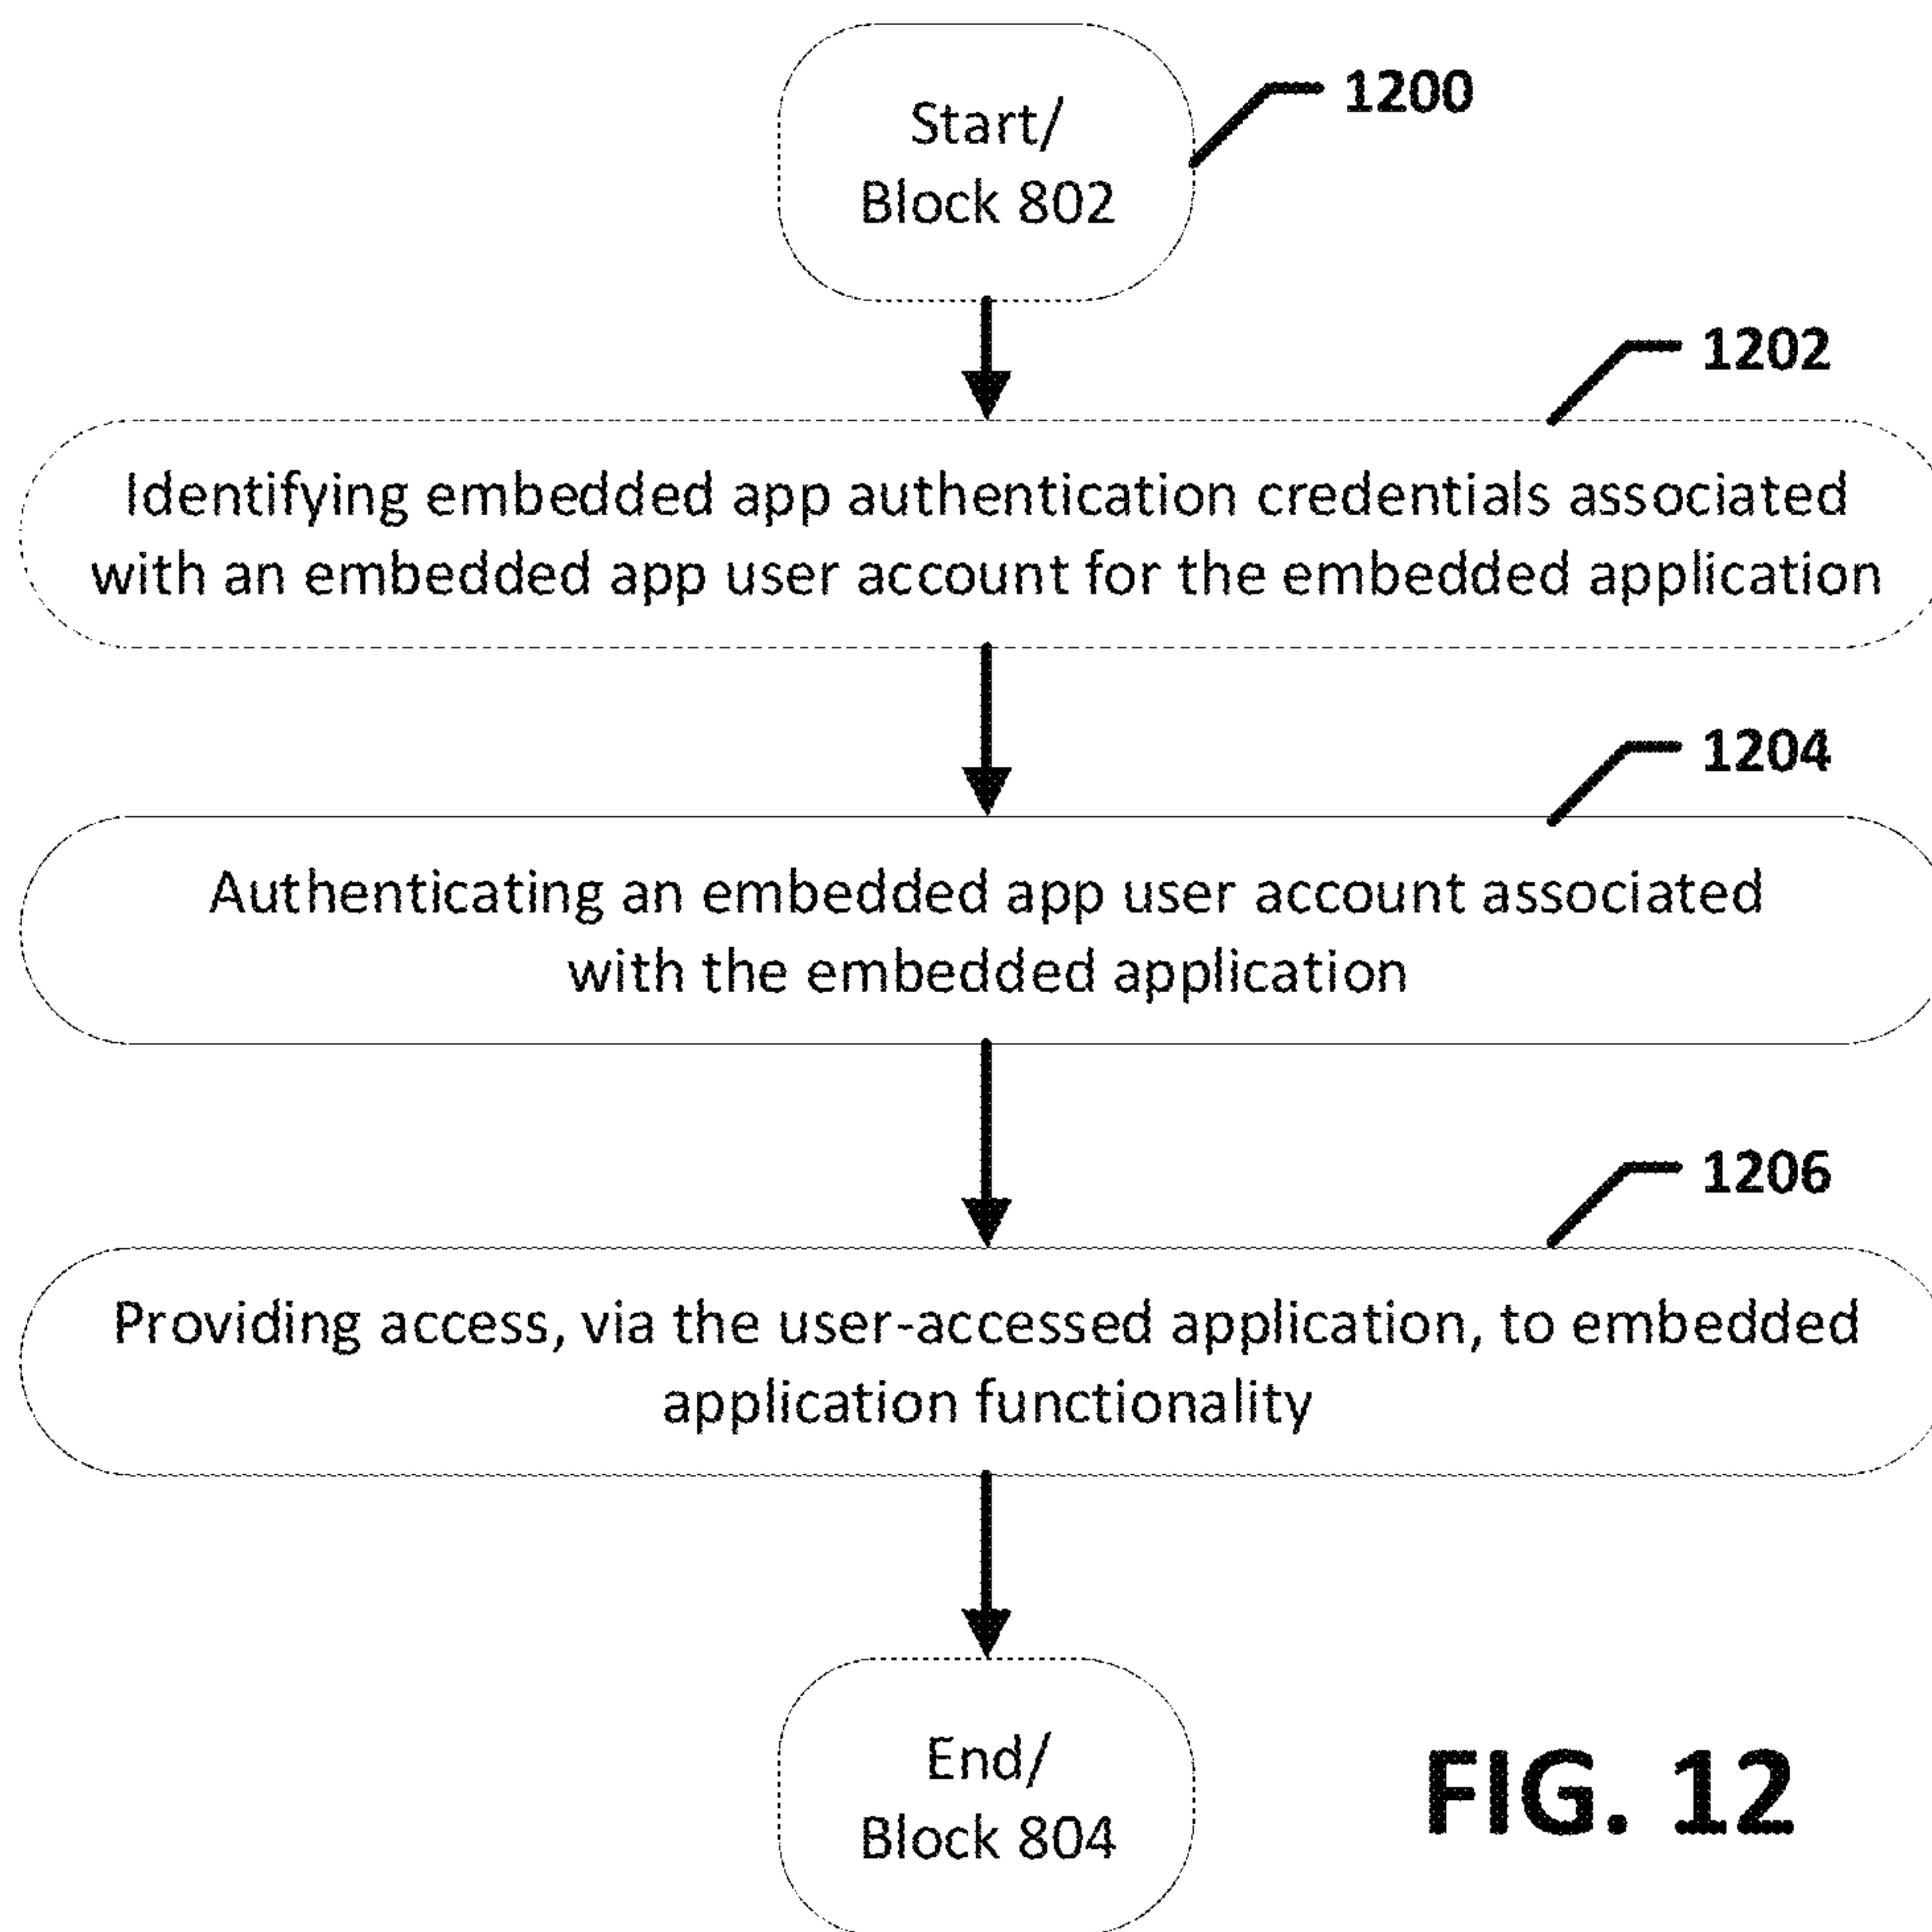 Start/
Block 802
1200
1202
Identifying embedded app authentication credentials associated
with an embedded app user account for the embedded application
1204
Authenticating an embedded app user account associated
with the embedded application
1206
Providing access, via the user-accessed application, to embedded
application functionality
End/
Block 804
FIG. 12